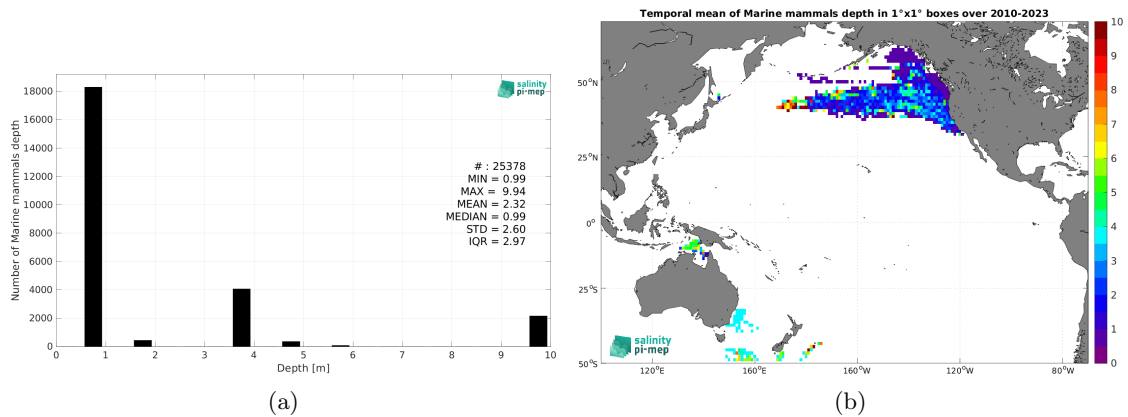 salinity
pi-mep
Number of Marine mammals depth
18000
16000
14000
12000
10000
8000
6000
4000
2000
0
# : 25378
MIN = 0.99
MAX = 9.94
MEAN = 2.32
MEDIAN = 0.99
STD = 2.60
IQR = 2.97
0 1 2 3 4 5 6 7 8 9 10
Depth [m]
(a)
Temporal mean of Marine mammals depth in 1°x1° boxes over 2010-2023
50°N
25°N
0°
25°S
50°S
120°E 160°E 160°W 120°W 80°W
salinity
pi-mep
10
9
8
7
6
5
4
3
2
1
0
(b)